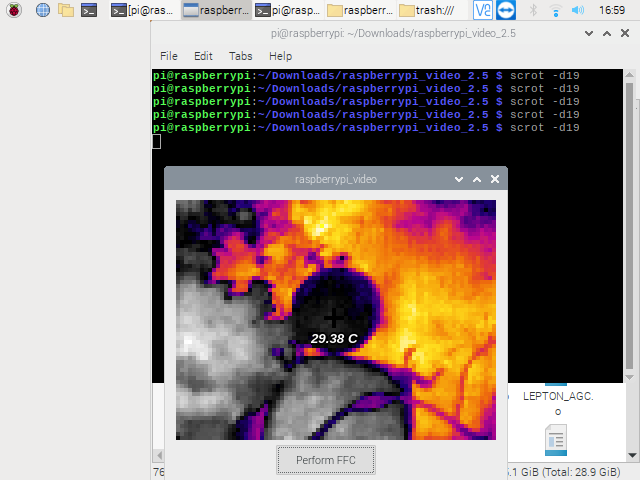 [pi@ras...
raspberr...
pi@rasp...
raspberr...
trash:///
V2
16:59
pi@raspberrypi: ~/Downloads/raspberrypi_video_2.5
File Edit Tabs Help
pi@raspberrypi:~/Downloads/raspberrypi_video_2.5 $ scrot -d19
pi@raspberrypi:~/Downloads/raspberrypi_video_2.5 $ scrot -d19
pi@raspberrypi:~/Downloads/raspberrypi_video_2.5 $ scrot -d19
pi@raspberrypi:~/Downloads/raspberrypi_video_2.5 $ scrot -d19
pi@raspberrypi:~/Downloads/raspberrypi_video_2.5 $ scrot -d19
raspberrypi_video
29.38 C
LEPTON_AGC.
o
Perform FFC
76
.1 GiB (Total: 28.9 GiB)